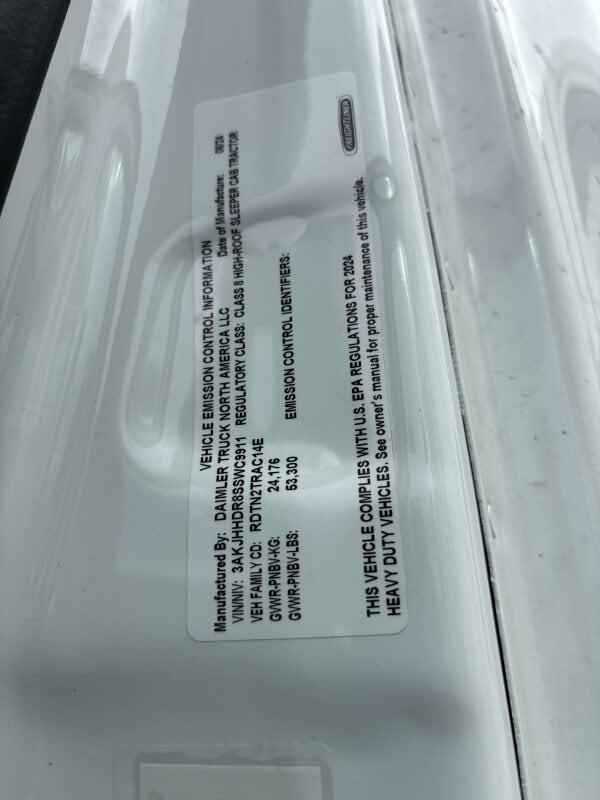 VEHICLE EMISSION CONTROL INFORMATION
Manufactured By: DAIMLER TRUCK NORTH AMERICA LLC Date of Manufacture: 09/24
VIN/NIV: 3AKJHHDR8SSWC9911 REGULATORY CLASS: CLASS 8 HIGH-ROOF SLEEPER CAB TRACTOR
VEH FAMILY CD: RDTN2TRAC14E
GVWR-PNBV-KG: 24,176
GVWR-PNBV-LBS: 53,300 EMISSION CONTROL IDENTIFIERS:
THIS VEHICLE COMPLIES WITH U.S. EPA REGULATIONS FOR 2024
HEAVY DUTY VEHICLES. See owner's manual for proper maintenance of this vehicle.
FREIGHTLINER